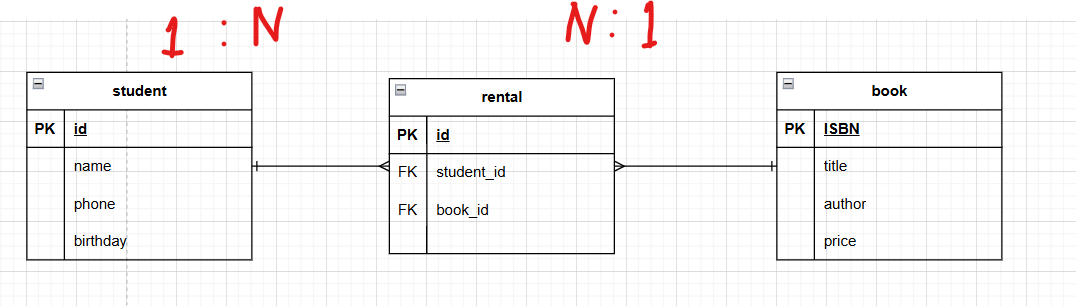 1 : N
N : 1
student
PK id
name
phone
birthday
rental
PK id
FK student_id
FK book_id
book
PK ISBN
title
author
price